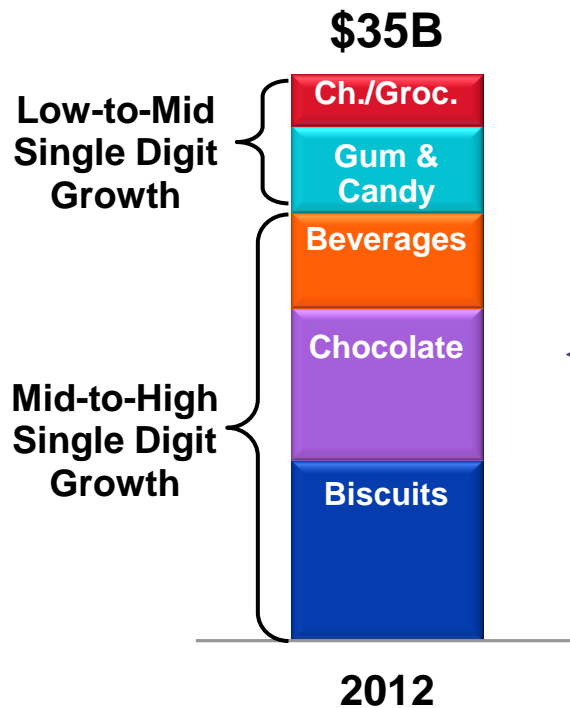 $35B
Low-to-Mid
Single Digit
Growth
Ch./Groc.
Gum &
Candy
Beverages
Chocolate
Mid-to-High
Single Digit
Growth
Biscuits
2012